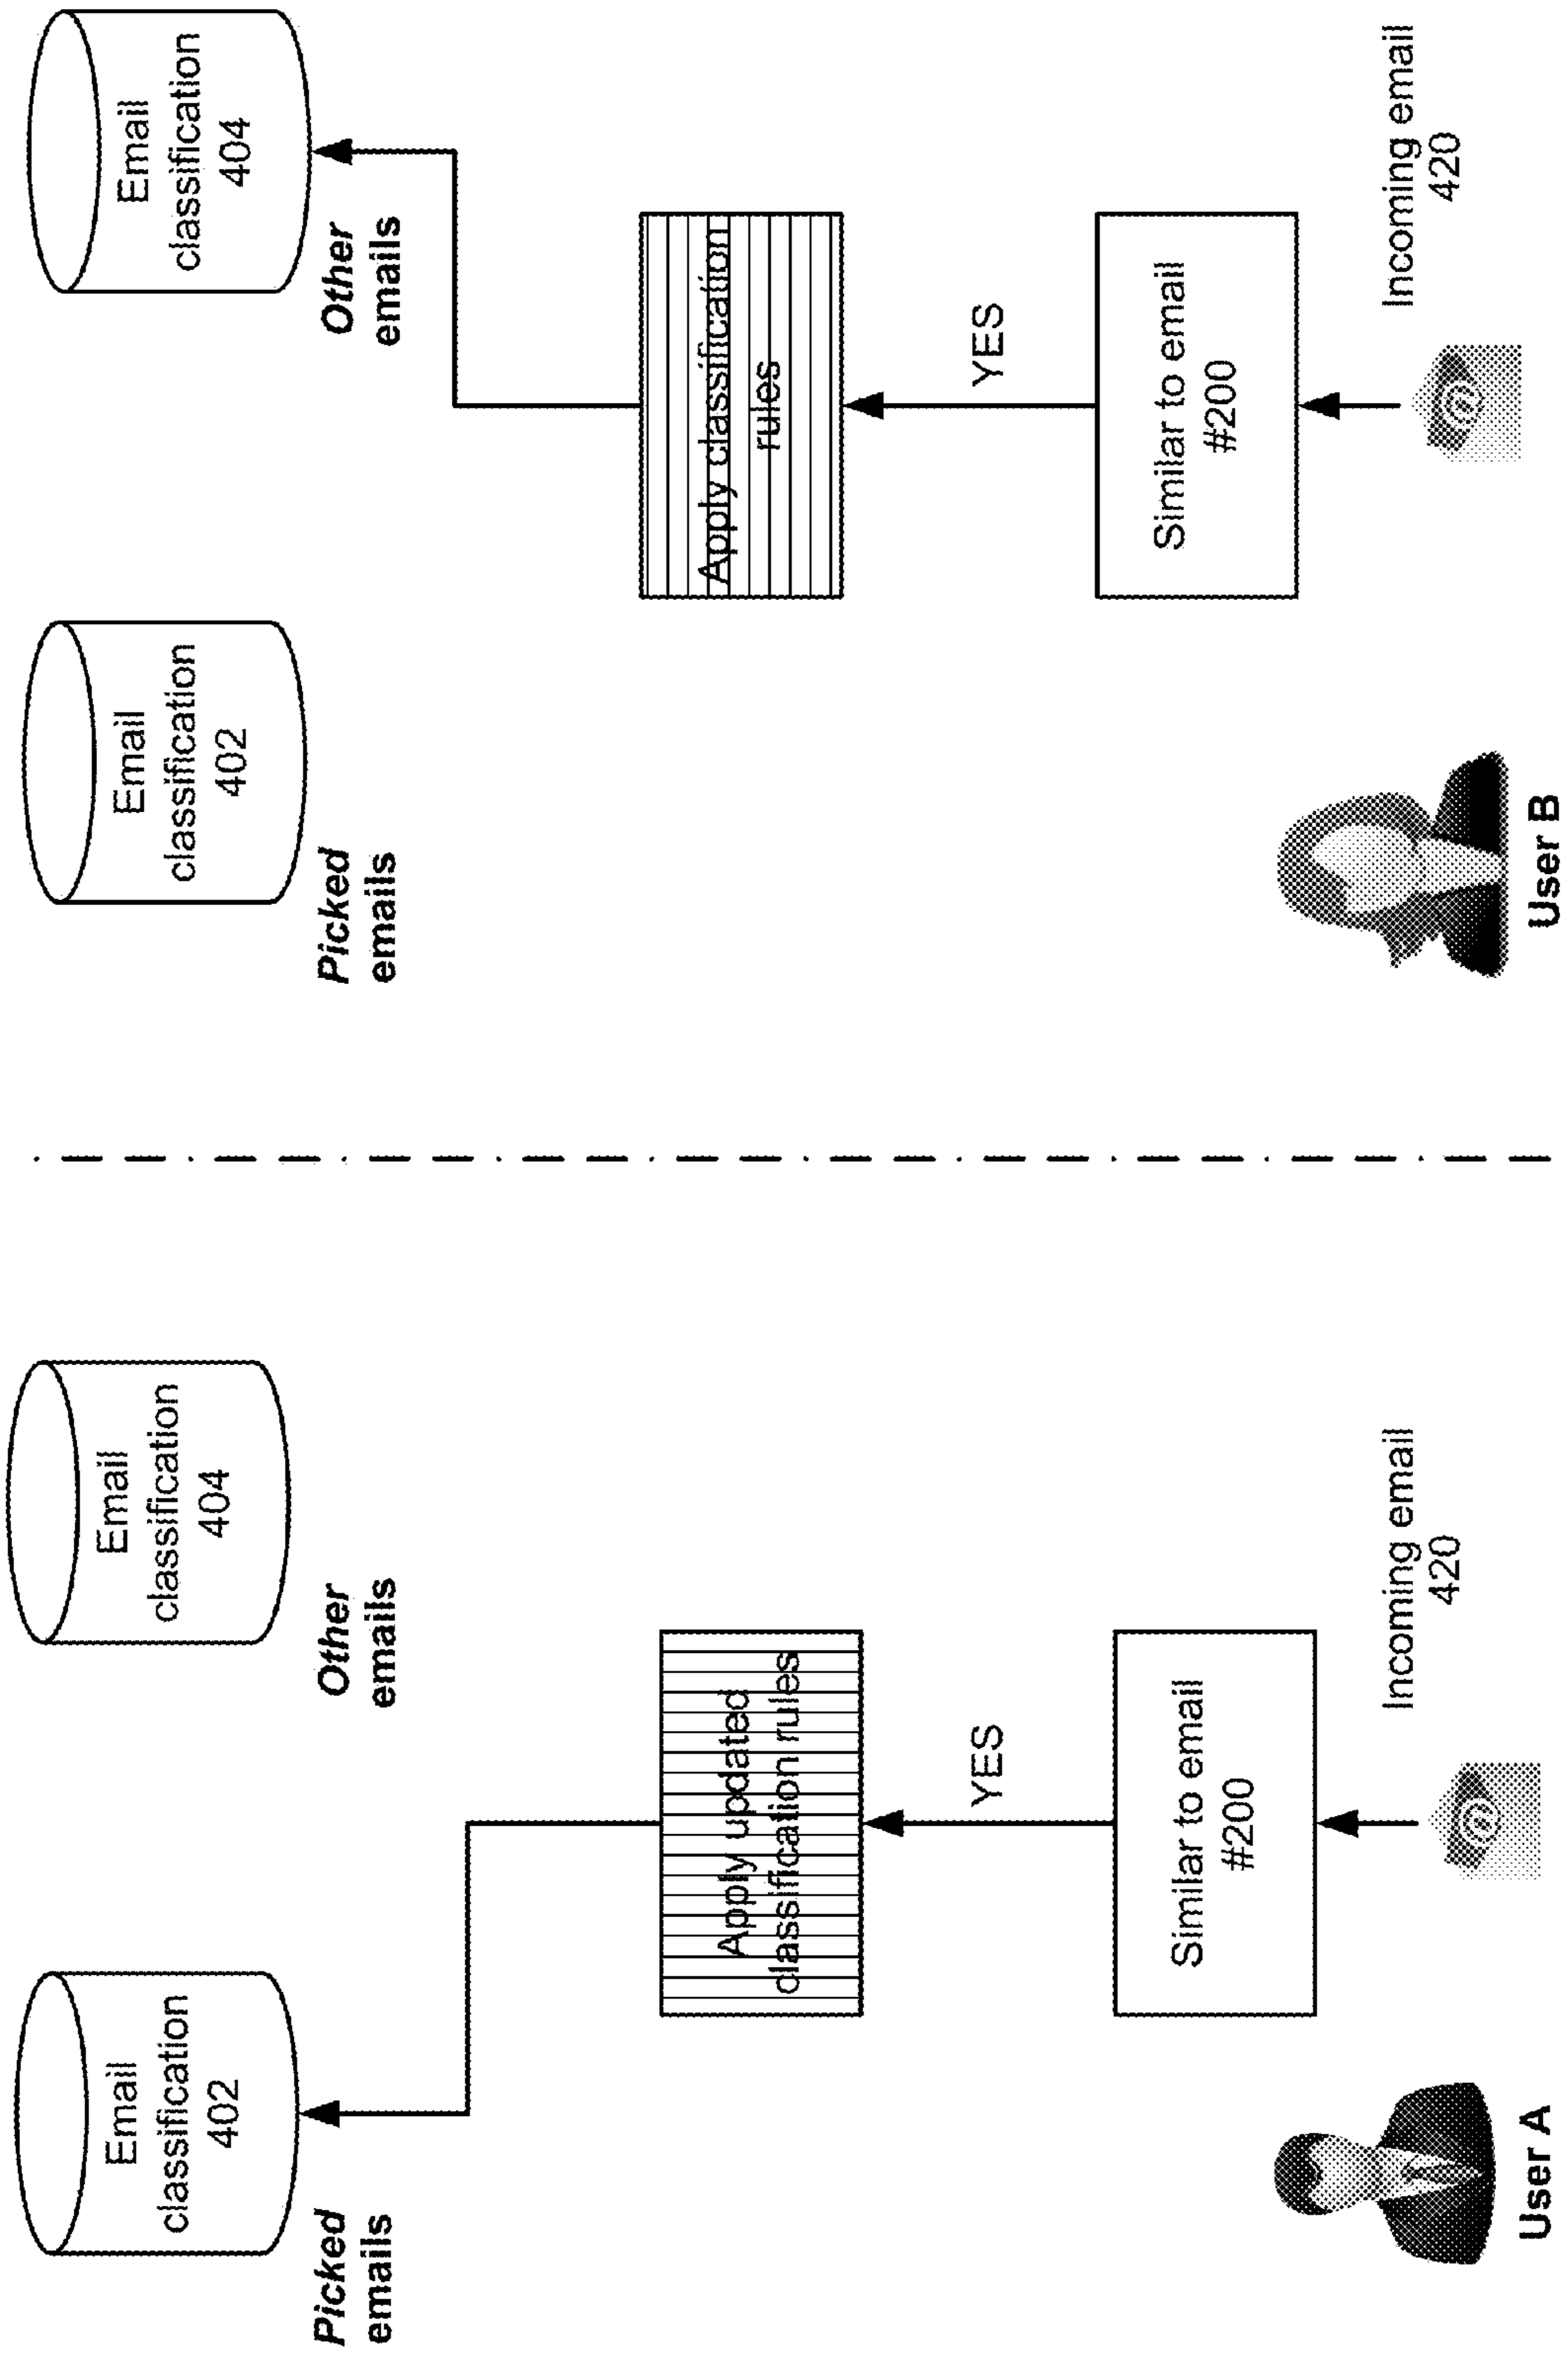 Email
classification
402
Picked
emails
Email
classification
404
Other
emails
Apply updated
classification rules
YES
Similar to email
#200
Incoming email
420
User A
Email
classification
402
Picked
emails
Email
classification
404
Other
emails
Apply classification
rules
YES
Similar to email
#200
Incoming email
420
User B